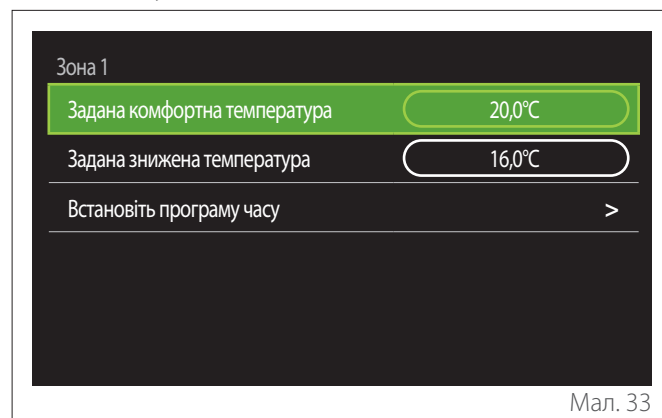 Зона 1
Задана комфортна температура 20,0°C
Задана знижена температура 16,0°C
Встановіть програму часу >
Мал. 33